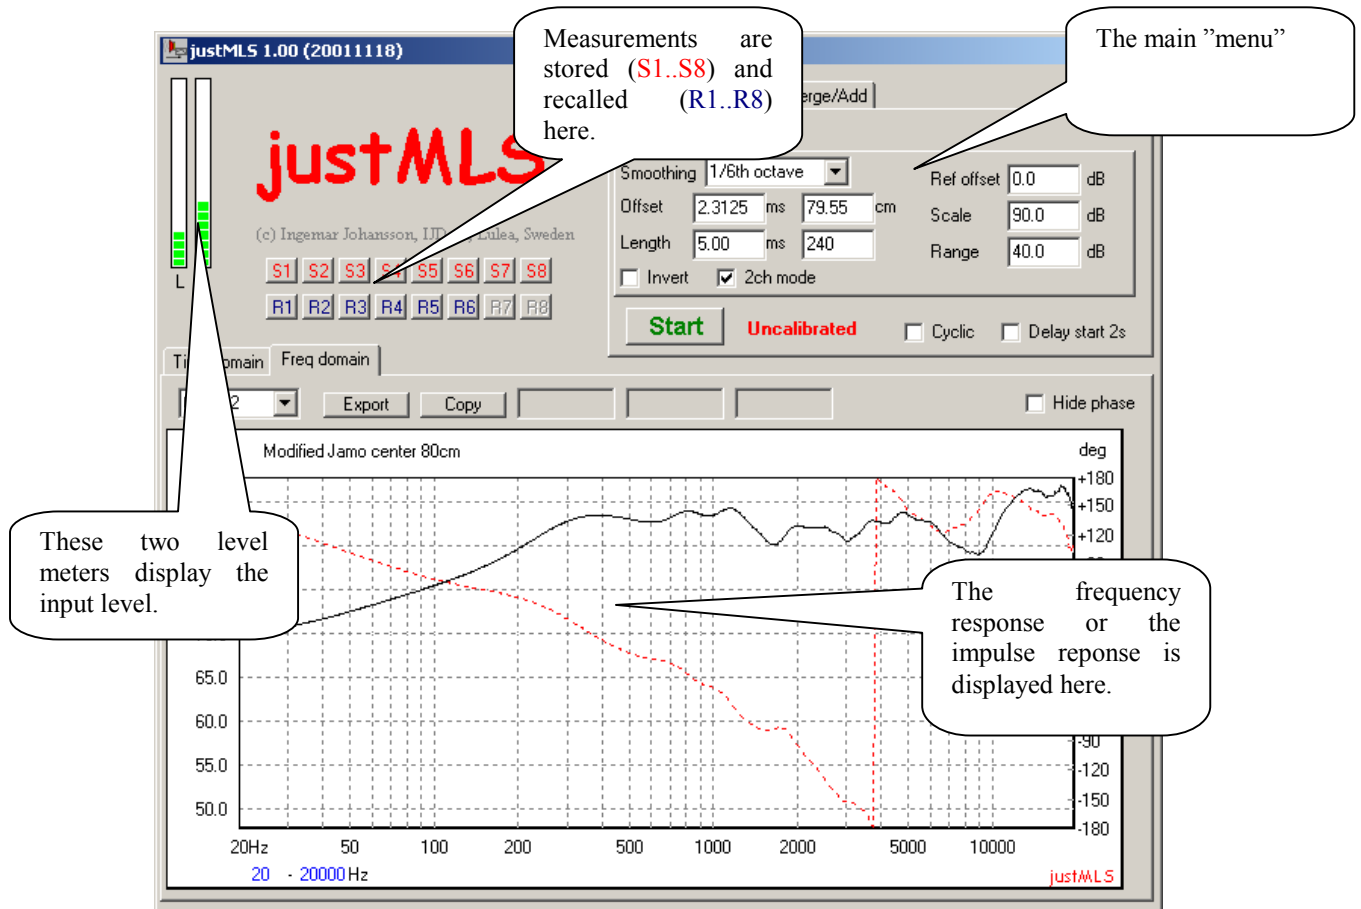 Measurements are
stored (S1..S8) and
recalled (R1..R8)
here.
The main ”menu”
justMLS 1.00 (20011118)
erge/Add
justMLS
(c) Ingemar Johansson, IJD Lulea, Sweden
L
S1 S2 S3 S4 S5 S6 S7 S8
R1 R2 R3 R4 R5 R6 R7 R8
Smoothing 1/6th octave
Offset 2.3125 ms 79.55 cm
Length 5.00 ms 240
Invert 2ch mode
Ref offset 0.0 dB
Scale 90.0 dB
Range 40.0 dB
Start Uncalibrated Cyclic Delay start 2s
Ti omain Freq domain
2 Export Copy Hide phase
Modified Jamo center 80cm deg
+180
+150
+120
These two level
meters display the
input level.
The frequency
response or the
impulse reponse is
displayed here.
65.0
60.0
55.0
50.0
-90
-120
-150
-180
20Hz 50 100 200 500 1000 2000 5000 10000
20 - 20000 Hz
justMLS